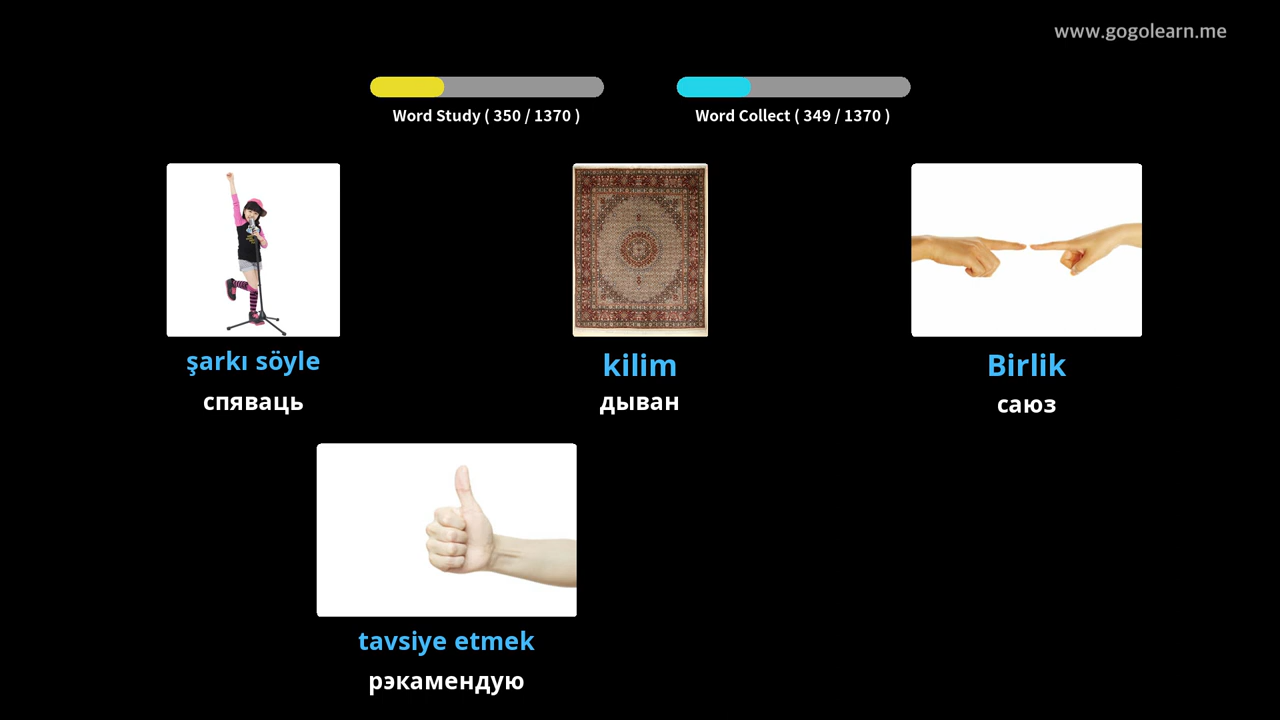 www.gogolearn.me
Word Study ( 350 / 1370 )
Word Collect ( 349 / 1370 )
şarkı söyle
спяваць
kilim
дыван
Birlik
саюз
tavsiye etmek
рэкамендую